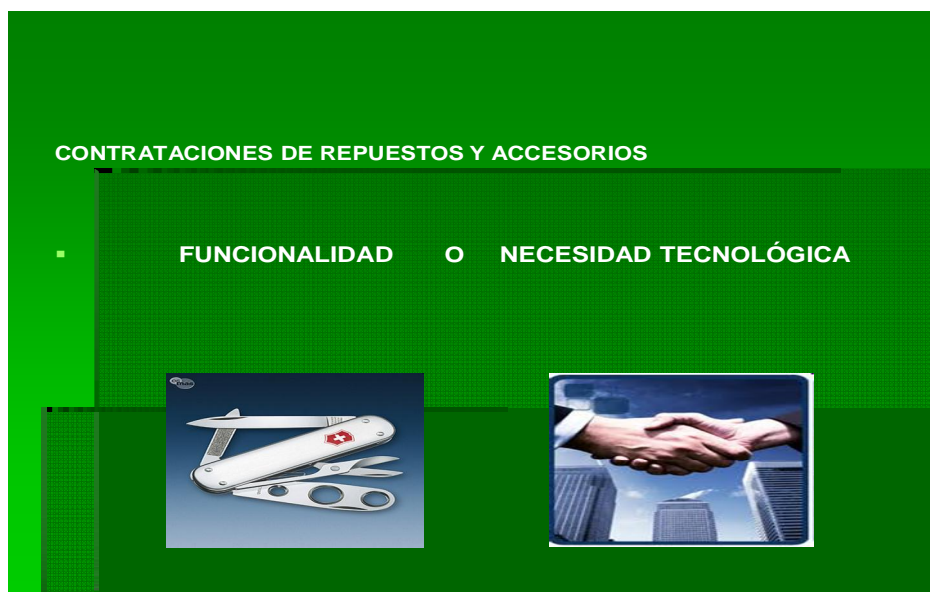 CONTRATACIONES DE REPUESTOS Y ACCESORIOS
FUNCIONALIDAD O NECESIDAD TECNOLÓGICA